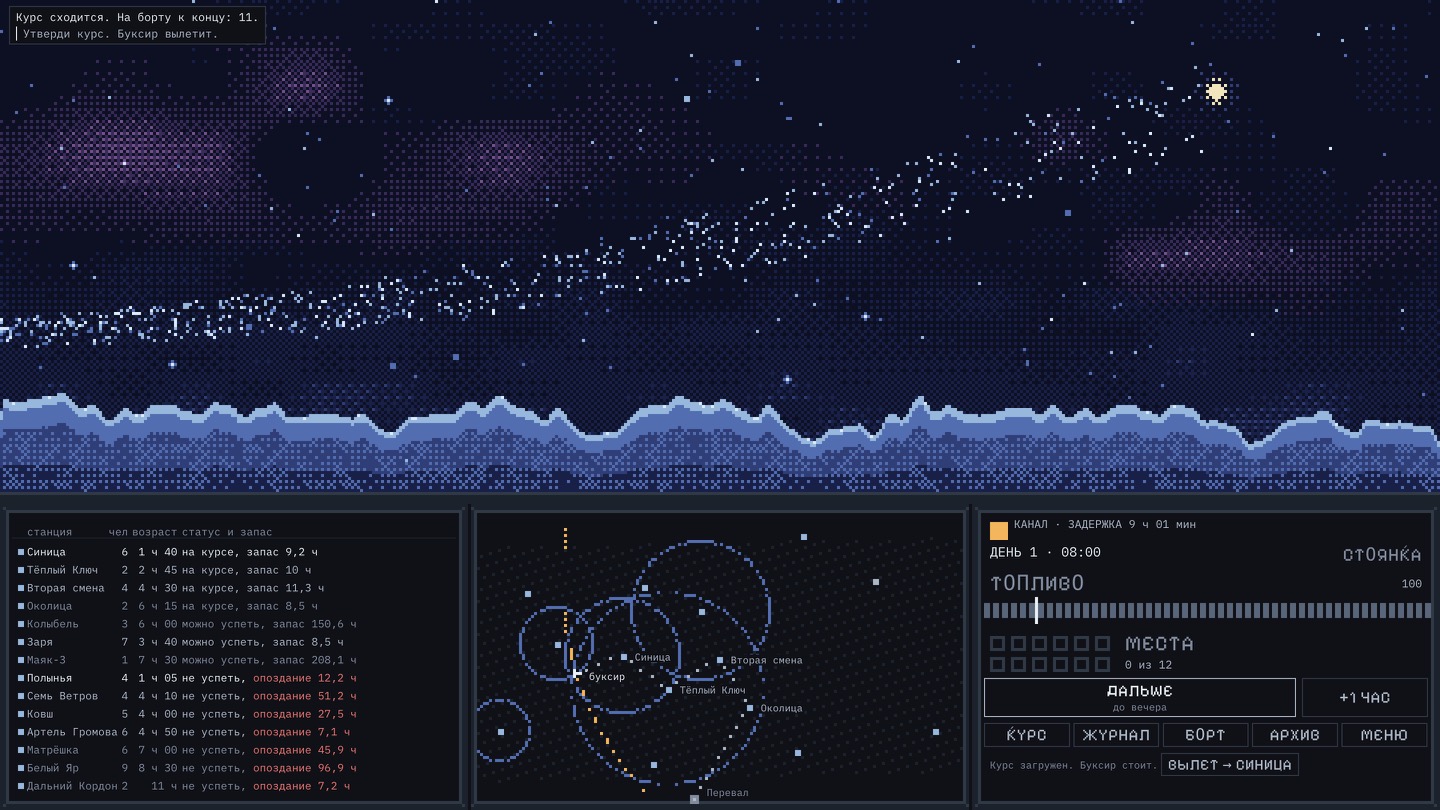 Курс сходится. На борту к концу: 11.
Утверди курс. Буксир вылетит.
станция чел возраст статус и запас
Синица 6 1 ч 40 на курсе, запас 9,2 ч
Тёплый Ключ 2 2 ч 45 на курсе, запас 10 ч
Вторая смена 4 4 ч 30 на курсе, запас 11,3 ч
Околица 2 6 ч 15 на курсе, запас 8,5 ч
Колыбель 3 6 ч 00 можно успеть, запас 150,6 ч
Заря 7 3 ч 40 можно успеть, запас 8,5 ч
Маяк-3 1 7 ч 30 можно успеть, запас 208,1 ч
Полынья 4 1 ч 05 не успеть, опоздание 12,2 ч
Семь Ветров 4 4 ч 10 не успеть, опоздание 51,2 ч
Ковш 5 4 ч 00 не успеть, опоздание 27,5 ч
Артель Громова 6 4 ч 50 не успеть, опоздание 7,1 ч
Матрёшка 6 7 ч 00 не успеть, опоздание 45,9 ч
Белый Яр 9 8 ч 30 не успеть, опоздание 96,9 ч
Дальний Кордон 2 11 ч не успеть, опоздание 7,2 ч
Синица
Вторая смена
буксир
Тёплый Ключ
Околица
Перевал
КАНАЛ · ЗАДЕРЖКА 9 ч 01 мин
ДЕНЬ 1 · 08:00
СТОЯНКА
ТОПЛИВО
100
МЕСТА
0 из 12
ДАЛЬШЕ
до вечера
+1 ЧАС
КУРС
ЖУРНАЛ
БОРТ
АРХИВ
МЕНЮ
Курс загружен. Буксир стоит.
ВЫЛЕТ → СИНИЦА